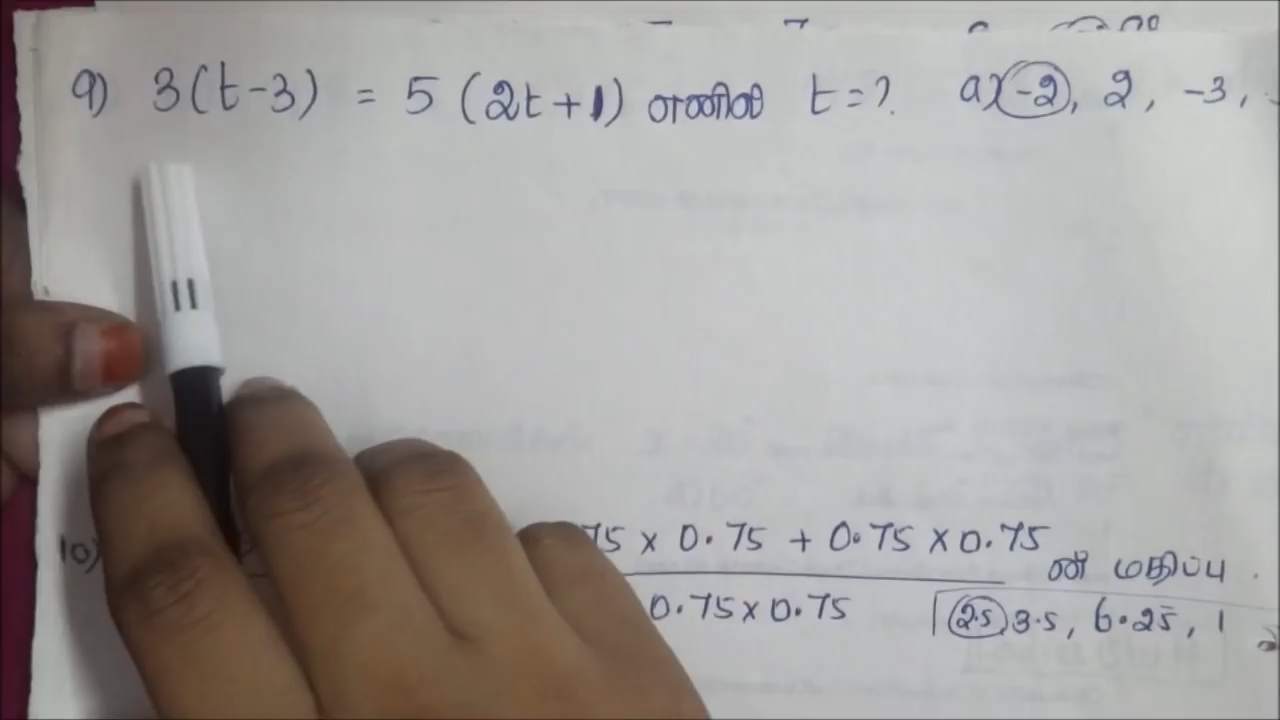 9) 3(t-3) = 5 (2t+1) எனில் t=? a) -2, 2, -3,
10) 75 x 0.75 + 0.75 x 0.75
0.75 x 0.75 ன் மதிப்பு
2.5, 3.5, 6.25, 1